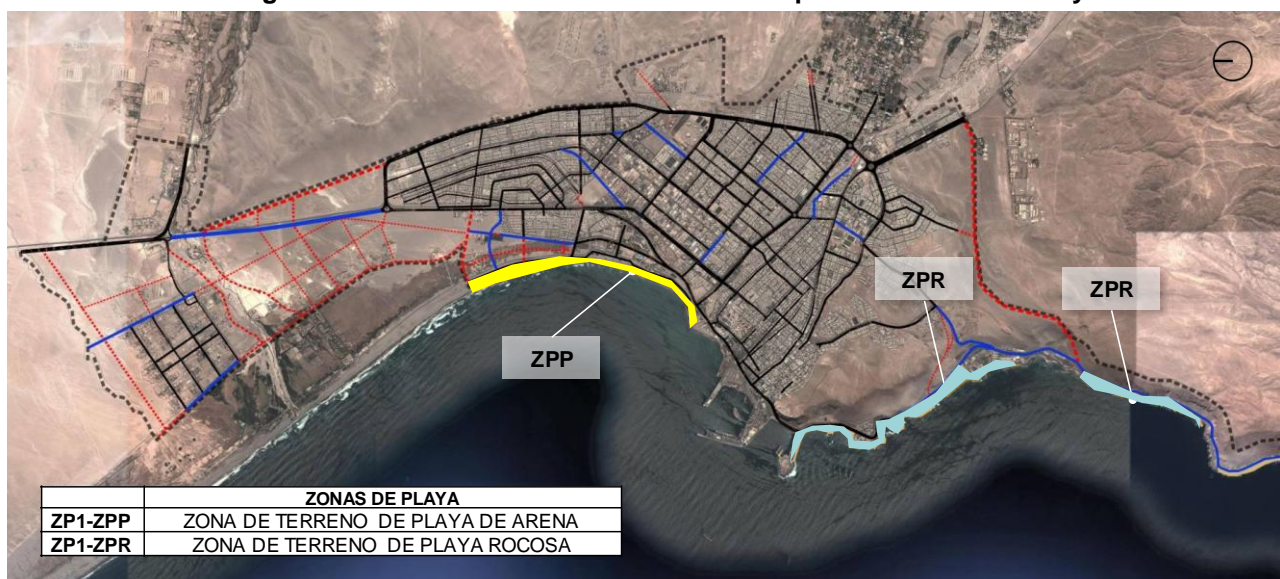 ZPR
ZPR
ZPP
ZONAS DE PLAYA
ZP1-ZPP ZONA DE TERRENO DE PLAYA DE ARENA
ZP1-ZPR ZONA DE TERRENO DE PLAYA ROCOSA